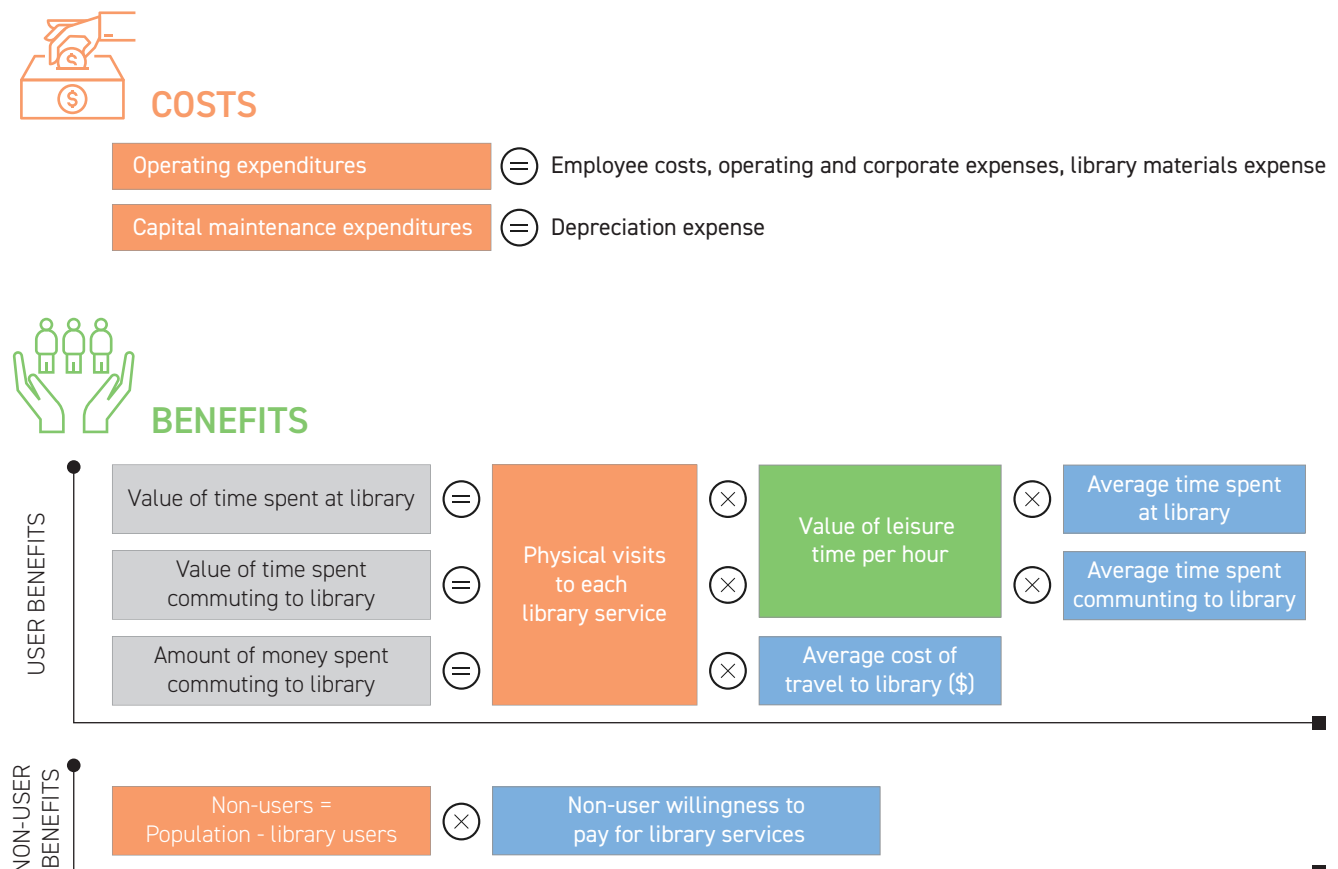 $
$
COSTS
Operating expenditures = Employee costs, operating and corporate expenses, library materials expense
Capital maintenance expenditures = Depreciation expense
BENEFITS
USER BENEFITS
Value of time spent at library
=
Physical visits
to each
library service
×
Value of leisure
time per hour
×
Average time spent
at library
Value of time spent
commuting to library
=
×
×
Average time spent
communting to library
Amount of money spent
commuting to library
=
×
Average cost of
travel to library ($)
NON-USER
BENEFITS
Non-users =
Population - library users
×
Non-user willingness to
pay for library services